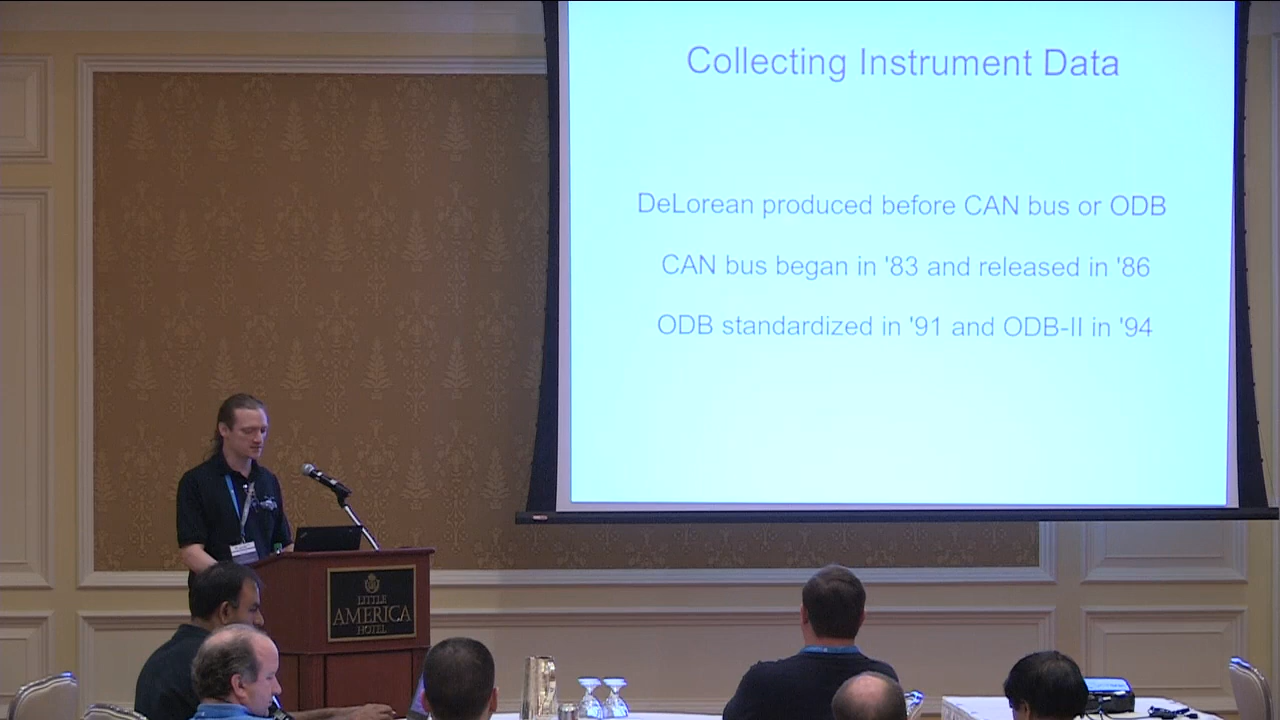 Collecting Instrument Data
DeLorean produced before CAN bus or ODB
CAN bus began in '83 and released in '86
ODB standardized in '91 and ODB-II in '94
LITTLE
AMERICA
HOTEL